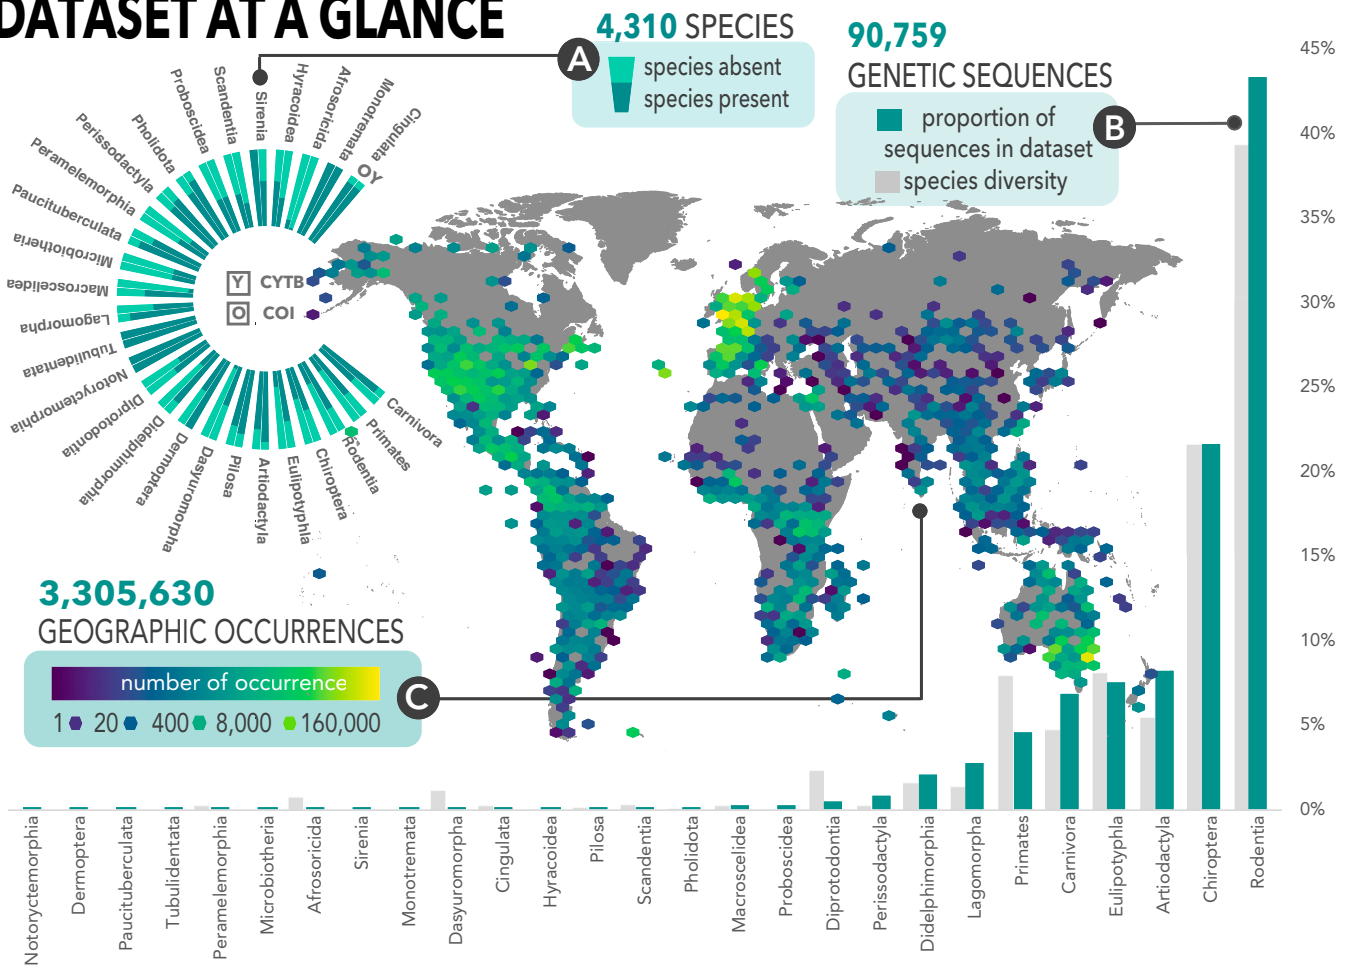 DATASET AT A GLANCE
A
4,310 SPECIES
species absent
species present
90,759
GENETIC SEQUENCES
proportion of
sequences in dataset
species diversity
B
Cingulata
Monotremata
Afrosoricida
Hyracoidea
Sirenia
Scandentia
Proboscidea
Pholidota
Perissodactyla
Peramelemorphia
Paucituberculata
Microbiotheria
Macroscelidea
Lagomorpha
Tubulidentata
Notoryctemorphia
Diprotodontia
Didelphimorphia
Dermoptera
Dasyuromorpha
Pilosa
Artiodactyla
Eulipotyphla
Chiroptera
Rodentia
Primates
Carnivora
OY
Y CYTB
O COI
3,305,630
GEOGRAPHIC OCCURRENCES
number of occurrence
1 20 400 8,000 160,000
C
45%
40%
35%
30%
25%
20%
15%
10%
5%
0%
Notoryctemorphia
Dermoptera
Paucituberculata
Tubulidentata
Peramelemorphia
Microbiotheria
Afrosoricida
Sirenia
Monotremata
Dasyuromorpha
Cingulata
Hyracoidea
Pilosa
Scandentia
Pholidota
Macroscelidea
Proboscidea
Diprotodontia
Perissodactyla
Didelphimorphia
Lagomorpha
Primates
Carnivora
Eulipotyphla
Artiodactyla
Chiroptera
Rodentia